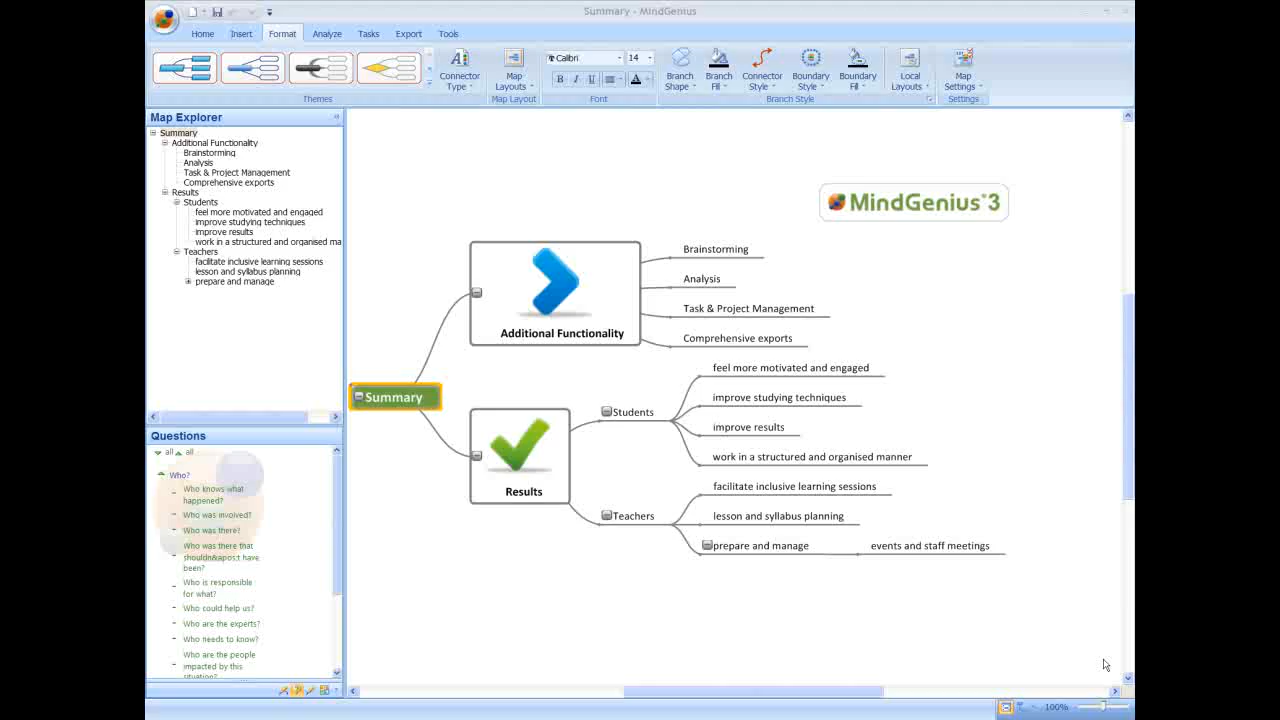 Summary - MindGenius
Home Insert Format Analyze Tasks Export Tools
Connector Type
Map Layouts
Calibri 14
B I U A
Branch Shape
Branch Fill
Connector Style
Boundary Style
Boundary Fill
Local Layouts
Map Settings
Themes Map Layout Font Branch Style Settings
Map Explorer
Summary
Additional Functionality
Brainstorming
Analysis
Task & Project Management
Comprehensive exports
Results
Students
feel more motivated and engaged
improve studying techniques
improve results
work in a structured and organised ma
Teachers
facilitate inclusive learning sessions
lesson and syllabus planning
prepare and manage
Questions
all all
Who?
Who knows what
happened?
Who was involved?
Who was there?
Who was there that
shouldn&apos;t have
been?
Who is responsible
for what?
Who could help us?
Who are the experts?
Who needs to know?
Who are the people
impacted by this
situation?
MindGenius 3
Additional Functionality
Brainstorming
Analysis
Task & Project Management
Comprehensive exports
Summary
Results
Students
feel more motivated and engaged
improve studying techniques
improve results
work in a structured and organised manner
Teachers
facilitate inclusive learning sessions
lesson and syllabus planning
prepare and manage
events and staff meetings
100%